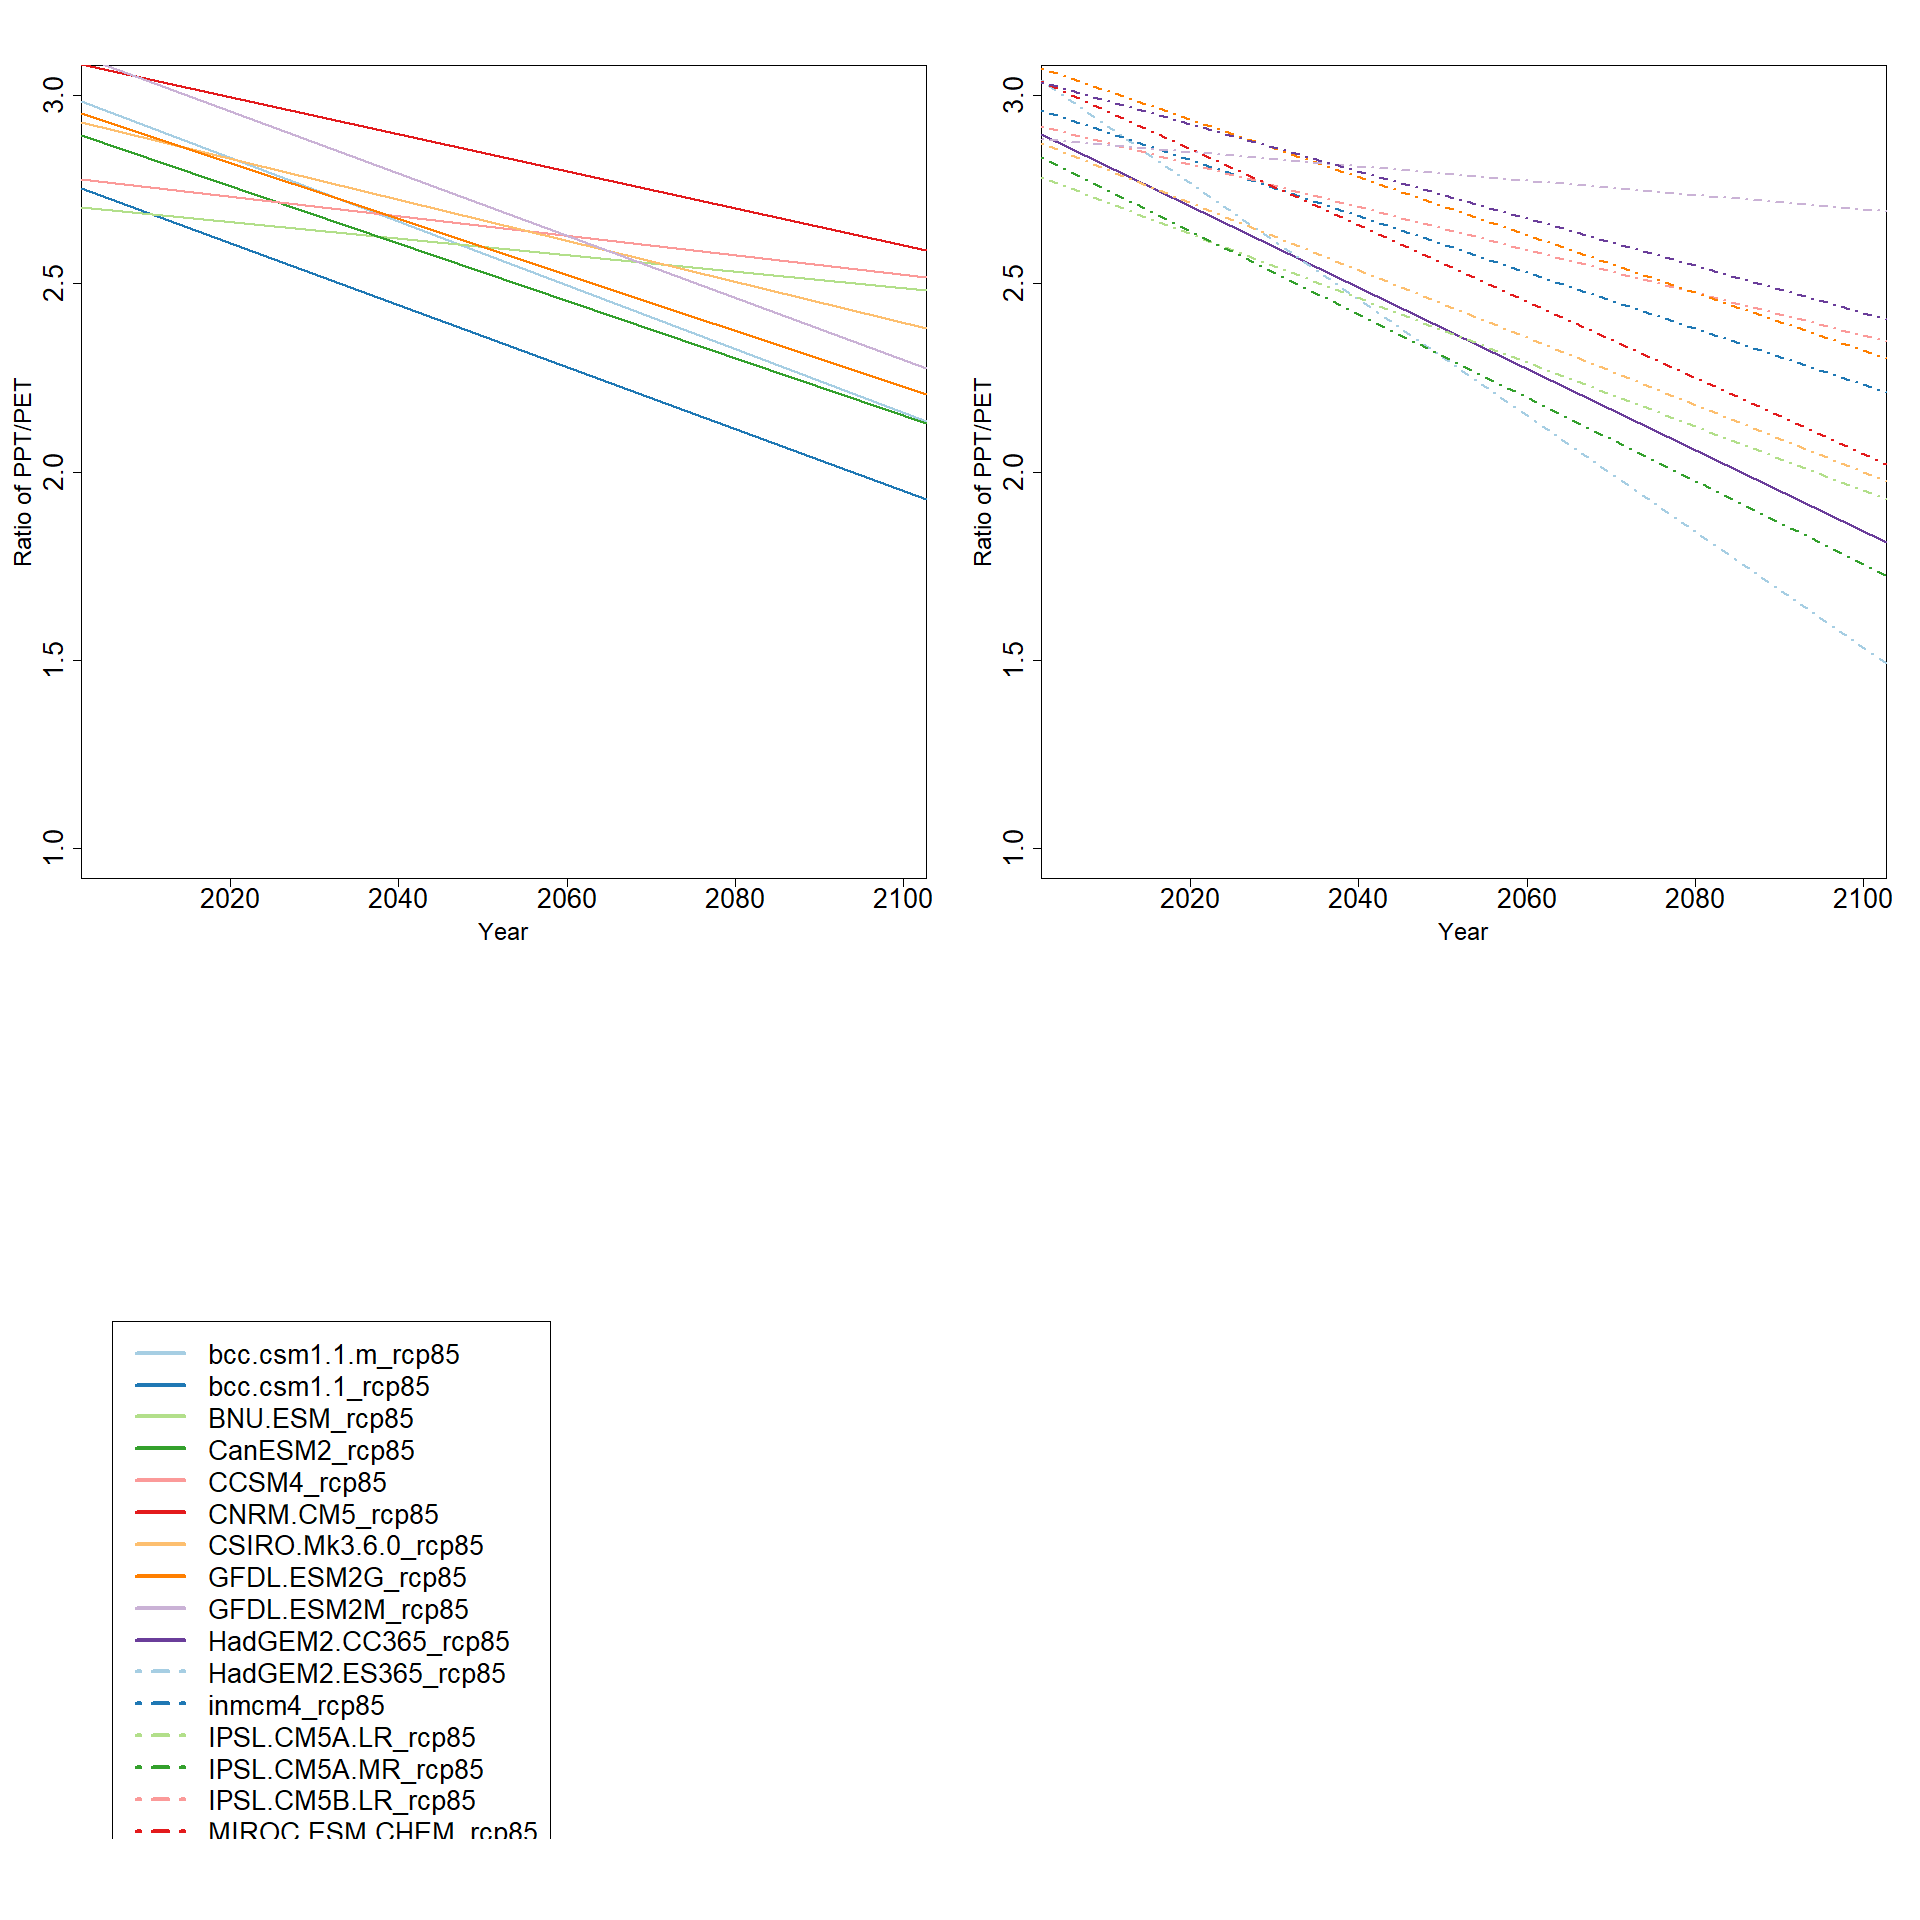 3.0
2.5
2.0
1.5
1.0
Ratio of PPT/PET
2020 2040 2060 2080 2100
Year
3.0
2.5
2.0
1.5
1.0
Ratio of PPT/PET
2020 2040 2060 2080 2100
Year
bcc.csm1.1.m_rcp85
bcc.csm1.1_rcp85
BNU.ESM_rcp85
CanESM2_rcp85
CCSM4_rcp85
CNRM.CM5_rcp85
CSIRO.Mk3.6.0_rcp85
GFDL.ESM2G_rcp85
GFDL.ESM2M_rcp85
HadGEM2.CC365_rcp85
HadGEM2.ES365_rcp85
inmcm4_rcp85
IPSL.CM5A.LR_rcp85
IPSL.CM5A.MR_rcp85
IPSL.CM5B.LR_rcp85
MIROC.ESM.CHEM_rcp85